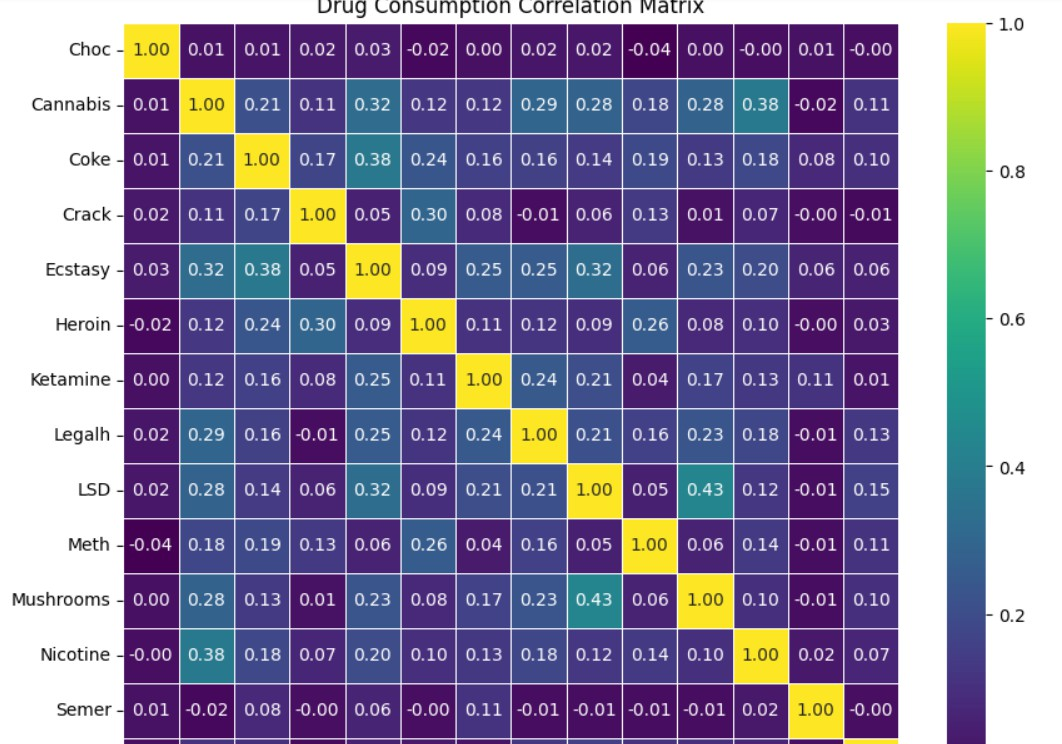 Drug Consumption Correlation Matrix
Choc 1.00 0.01 0.01 0.02 0.03 -0.02 0.00 0.02 0.02 -0.04 0.00 -0.00 0.01 -0.00 1.0
Cannabis 0.01 1.00 0.21 0.11 0.32 0.12 0.12 0.29 0.28 0.18 0.28 0.38 -0.02 0.11
Coke 0.01 0.21 1.00 0.17 0.38 0.24 0.16 0.16 0.14 0.19 0.13 0.18 0.08 0.10 0.8
Crack 0.02 0.11 0.17 1.00 0.05 0.30 0.08 -0.01 0.06 0.13 0.01 0.07 -0.00 -0.01
Ecstasy 0.03 0.32 0.38 0.05 1.00 0.09 0.25 0.25 0.32 0.06 0.23 0.20 0.06 0.06
Heroin -0.02 0.12 0.24 0.30 0.09 1.00 0.11 0.12 0.09 0.26 0.08 0.10 -0.00 0.03 0.6
Ketamine 0.00 0.12 0.16 0.08 0.25 0.11 1.00 0.24 0.21 0.04 0.17 0.13 0.11 0.01
Legalh 0.02 0.29 0.16 -0.01 0.25 0.12 0.24 1.00 0.21 0.16 0.23 0.18 -0.01 0.13 0.4
LSD 0.02 0.28 0.14 0.06 0.32 0.09 0.21 0.21 1.00 0.05 0.43 0.12 -0.01 0.15
Meth -0.04 0.18 0.19 0.13 0.06 0.26 0.04 0.16 0.05 1.00 0.06 0.14 -0.01 0.11
Mushrooms 0.00 0.28 0.13 0.01 0.23 0.08 0.17 0.23 0.43 0.06 1.00 0.10 -0.01 0.10 0.2
Nicotine -0.00 0.38 0.18 0.07 0.20 0.10 0.13 0.18 0.12 0.14 0.10 1.00 0.02 0.07
Semer 0.01 -0.02 0.08 -0.00 0.06 -0.00 0.11 -0.01 -0.01 -0.01 -0.01 0.02 1.00 -0.00